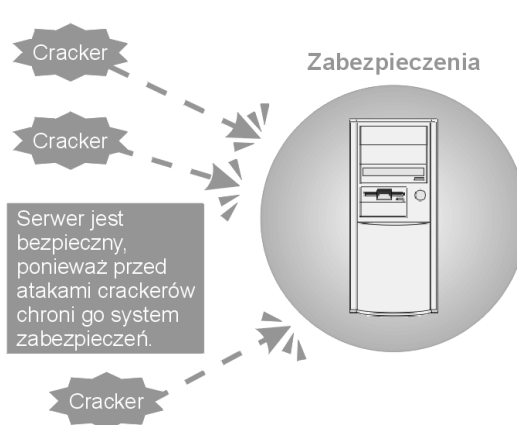 Cracker
Zabezpieczenia
Cracker
Serwer jest
bezpieczny,
ponieważ przed
atakami crackerów
chroni go system
zabezpieczeń.
Cracker